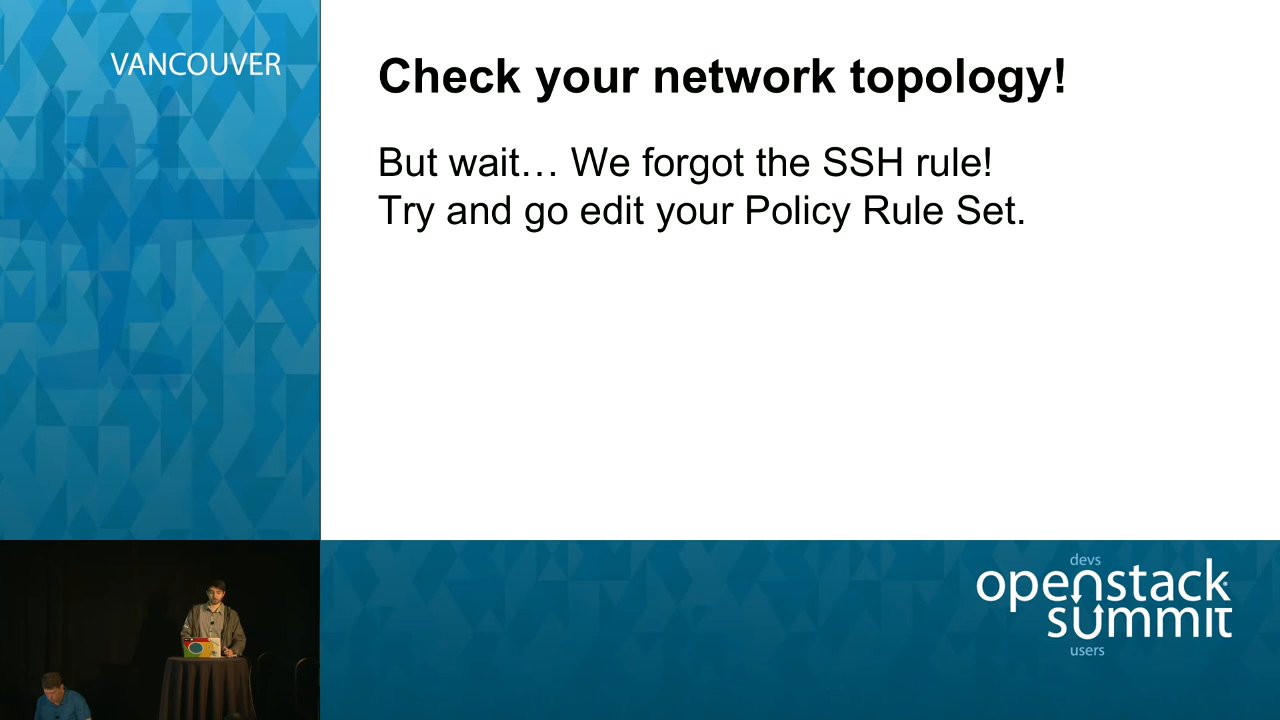 VANCOUVER
Check your network topology!
But wait… We forgot the SSH rule!
Try and go edit your Policy Rule Set.
devs
openstack
summit
users